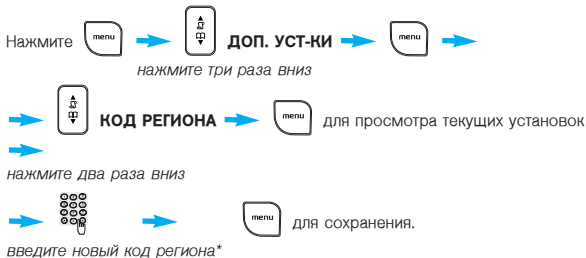 Нажмите menu ДОП. УСТ-КИ menu
нажмите три раза вниз
КОД РЕГИОНА menu для просмотра текущих установок
нажмите два раза вниз
menu для сохранения.
введите новый код региона*